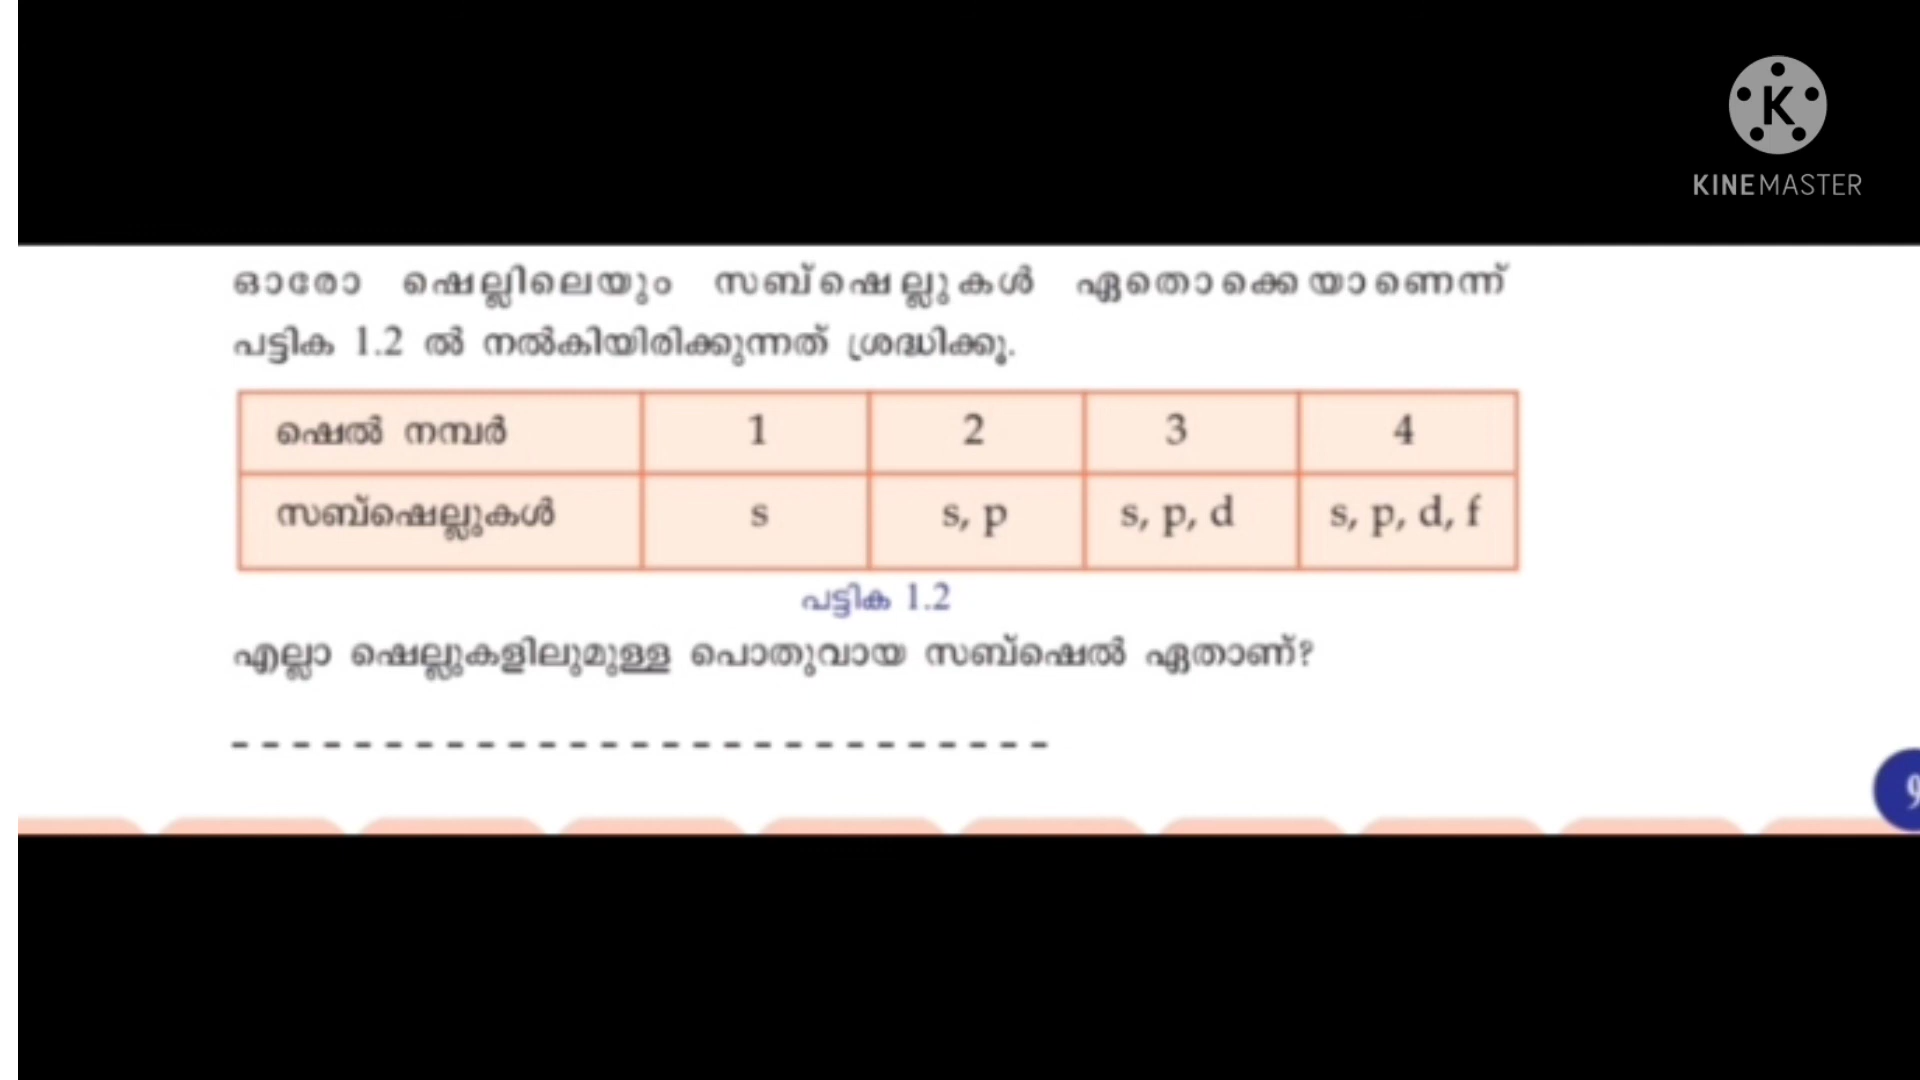 K
KINEMASTER
ഓരോ ഷെല്ലിലെയും സബ്ഷെല്ലുകൾ ഏതൊക്കെയാണെന്ന്
പട്ടിക 1.2 ൽ നൽകിയിരിക്കുന്നത് ശ്രദ്ധിക്കൂ.
ഷെൽ നമ്പർ 1 2 3 4
സബ്ഷെല്ലുകൾ s s, p s, p, d s, p, d, f
പട്ടിക 1.2
എല്ലാ ഷെല്ലുകളിലുമുള്ള പൊതുവായ സബ്ഷെൽ ഏതാണ്?
9